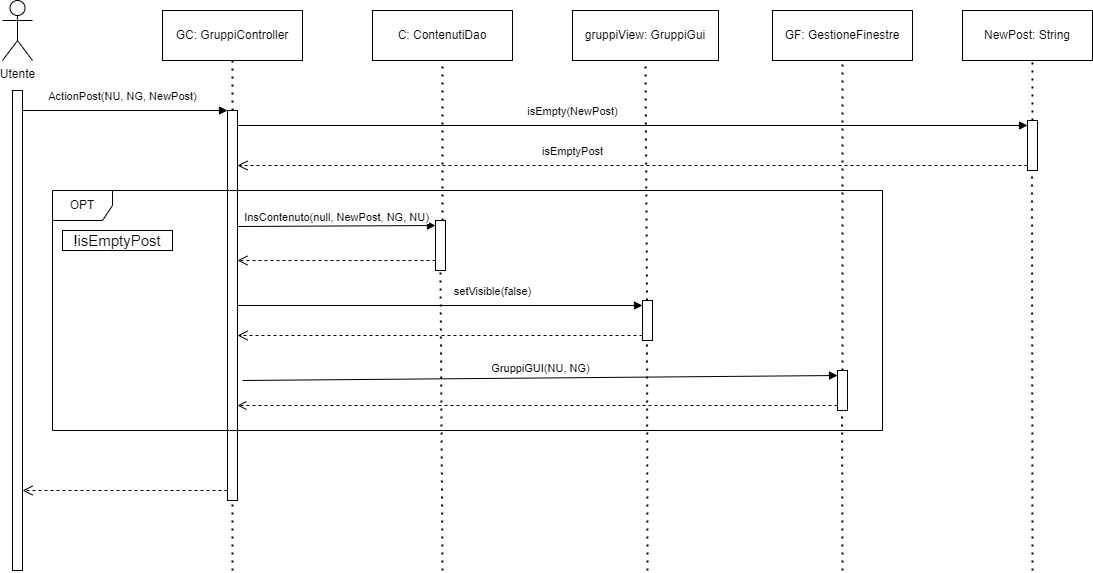 GC: GruppiController
C: ContenutiDao
gruppiView: GruppiGui
GF: GestioneFinestre
NewPost: String
Utente
ActionPost(NU, NG, NewPost)
isEmpty(NewPost)
isEmptyPost
OPT
InsContenuto(null, NewPost, NG, NU)
!isEmptyPost
setVisible(false)
GruppiGUI(NU, NG)